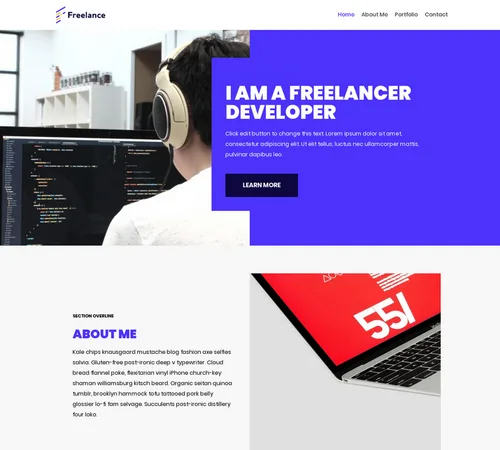 Freelance
Home About Me Portfolio Contact
I AM A FREELANCER
DEVELOPER
Click edit button to change this text. Lorem ipsum dolor sit amet,
consectetur adipiscing elit. Ut elit tellus, luctus nec ullamcorper mattis,
pulvinar dapibus leo.
LEARN MORE
SECTION OVERLINE
ABOUT ME
Kale chips knausgaard mustache blog fashion axe selfies
salvia. Gluten-free post-ironic deep v typewriter. Cloud
bread flannel poke, flexitarian vinyl iPhone church-key
shaman williamsburg kitsch beard. Organic seitan quinoa
tumblr, brooklyn hammock tofu tattooed pork belly
glossier lo-fi fam selvage. Succulents post-ironic distillery
four loko.
55/